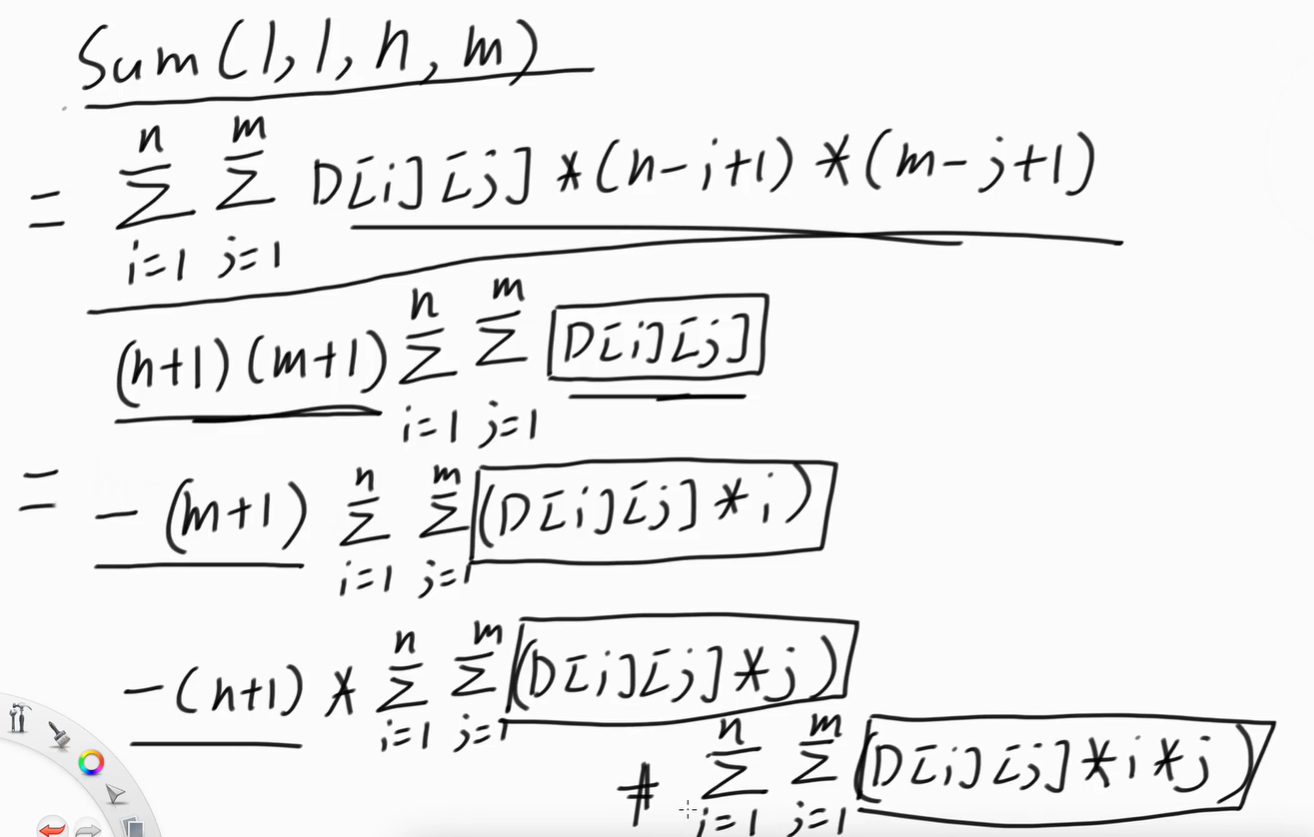 Sum(1,1,n,m)
= \sum_{i=1}^{n} \sum_{j=1}^{m} D[i][j]*(n-i+1)*(m-j+1)
(n+1)(m+1) \sum_{i=1}^{n} \sum_{j=1}^{m} D[i][j]
= -(m+1) \sum_{i=1}^{n} \sum_{j=1}^{m} (D[i][j]*i)
-(n+1)* \sum_{i=1}^{n} \sum_{j=1}^{m} (D[i][j]*j)
+ \sum_{i=1}^{n} \sum_{j=1}^{m} (D[i][j]*i*j)